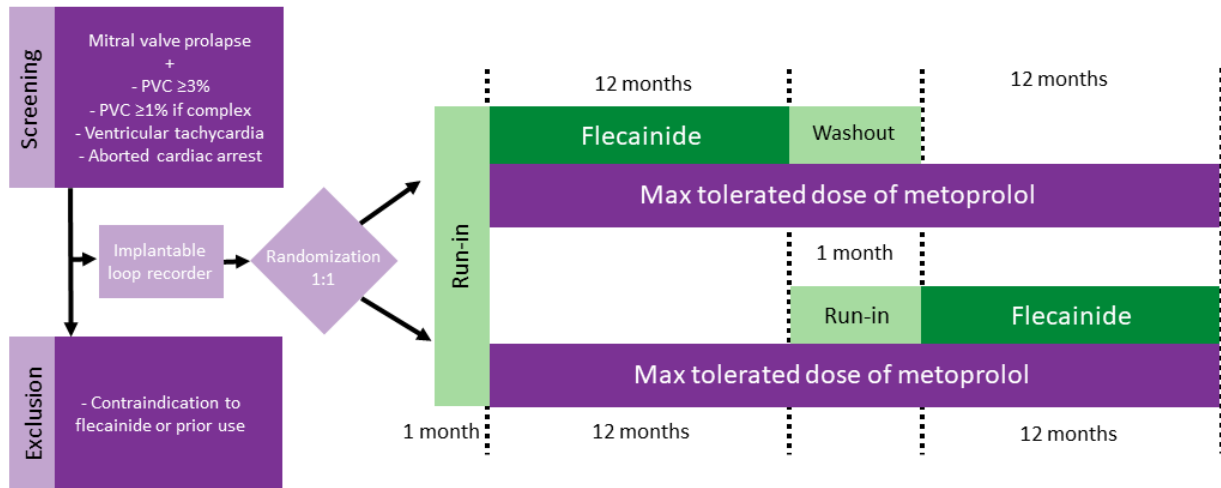 Screening
Mitral valve prolapse
+
- PVC ≥3%
- PVC ≥1% if complex
- Ventricular tachycardia
- Aborted cardiac arrest
Implantable
loop recorder
Randomization
1:1
Exclusion
- Contraindication to
flecainide or prior use
Run-in
1 month
12 months
12 months
Flecainide
Washout
Max tolerated dose of metoprolol
1 month
Run-in
Flecainide
Max tolerated dose of metoprolol
12 months
12 months